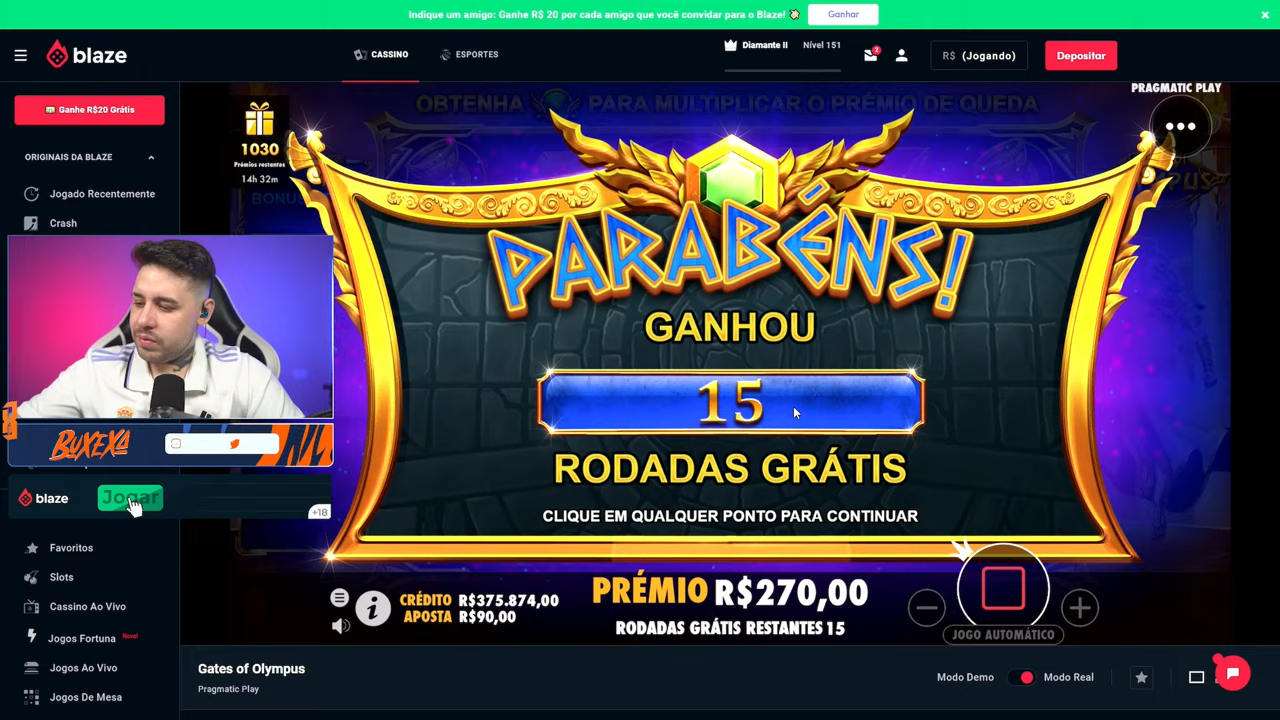 Indique um amigo: Ganhe R$ 20 por cada amigo que você convidar para o Blaze!
Ganhar
blaze
CASSINO
ESPORTES
Diamante II
Nível 151
2
R$ (Jogando)
Depositar
Ganhe R$20 Grátis
ORIGINAIS DA BLAZE
Jogado Recentemente
Crash
OBTENHA PARA MULTIPLICAR O PRÉMIO DE QUEDA
PRAGMATIC PLAY
1030
Prémios restantes
14h 32m
PARABÉNS!
GANHOU
15
RODADAS GRÁTIS
CLIQUE EM QUALQUER PONTO PARA CONTINUAR
BUXEXA
blaze
Jogar
+18
Favoritos
Slots
Cassino Ao Vivo
Jogos Fortuna Novo!
Jogos Ao Vivo
Jogos De Mesa
CRÉDITO R$375.874,00
APOSTA R$90,00
PRÉMIO R$270,00
RODADAS GRÁTIS RESTANTES 15
JOGO AUTOMÁTICO
Gates of Olympus
Pragmatic Play
Modo Demo
Modo Real